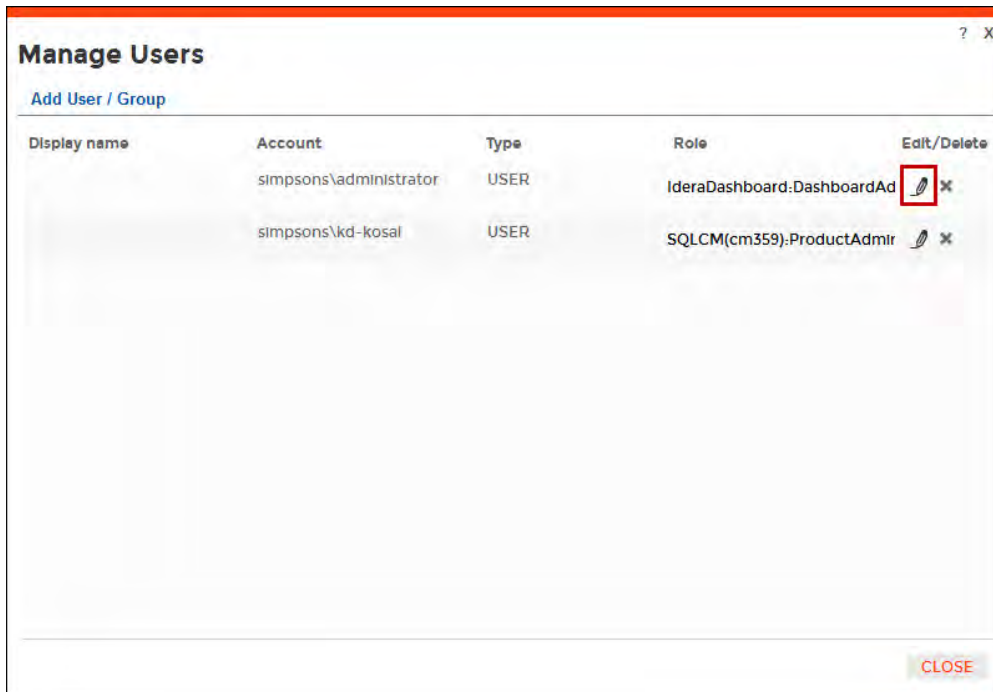 ? X
Manage Users
Add User / Group
Display name Account Type Role Edit/Delete
simpsons\administrator USER IderaDashboard:DashboardAd
simpsons\kd-kosal USER SQLCM(cm359):ProductAdmir
CLOSE